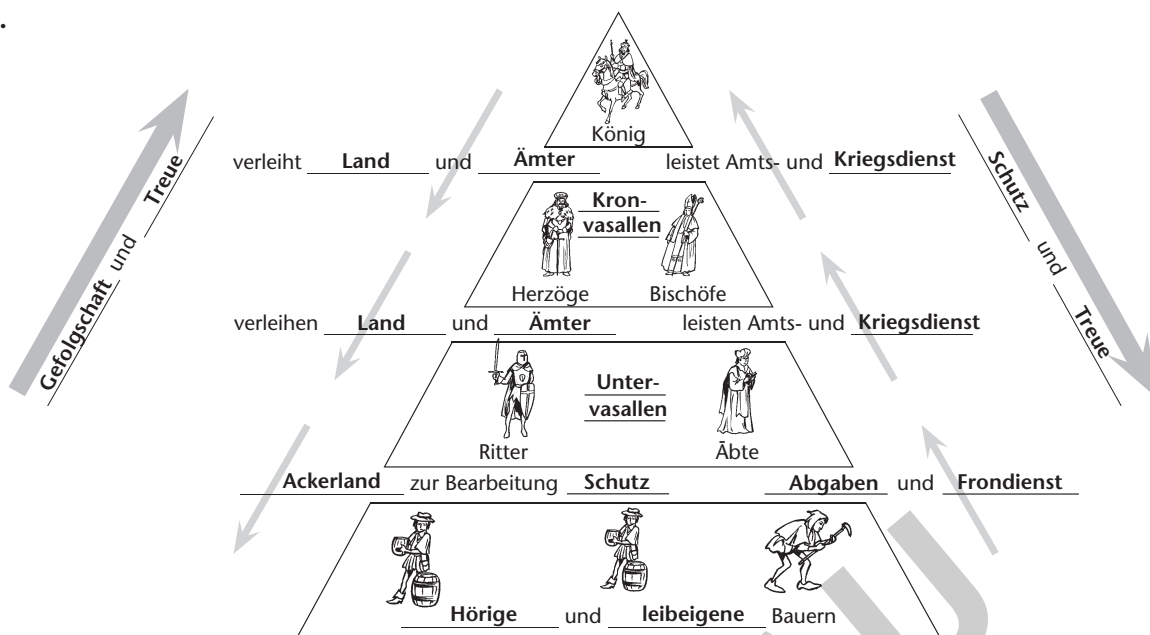 .
König
verleiht Land und Ämter leistet Amts- und Kriegsdienst
Gefolgschaft und Treue
Schutz und Treue
Kron-
vasallen
Herzöge Bischöfe
verleihen Land und Ämter leisten Amts- und Kriegsdienst
Unter-
vasallen
Ritter Äbte
Ackerland zur Bearbeitung Schutz Abgaben und Frondienst
Hörige und leibeigene Bauern